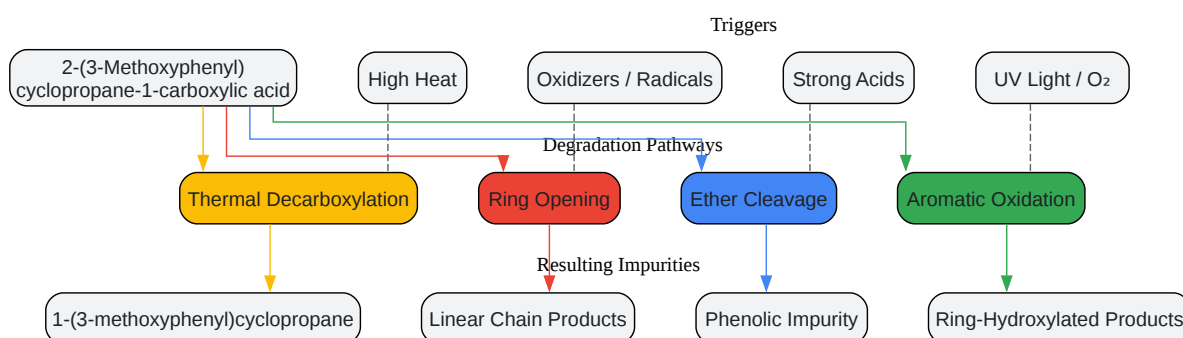 Triggers
2-(3-Methoxyphenyl)
cyclopropane-1-carboxylic acid
High Heat
Oxidizers / Radicals
Strong Acids
UV Light / O₂
Degradation Pathways
Thermal Decarboxylation
Ring Opening
Ether Cleavage
Aromatic Oxidation
Resulting Impurities
1-(3-methoxyphenyl)cyclopropane
Linear Chain Products
Phenolic Impurity
Ring-Hydroxylated Products